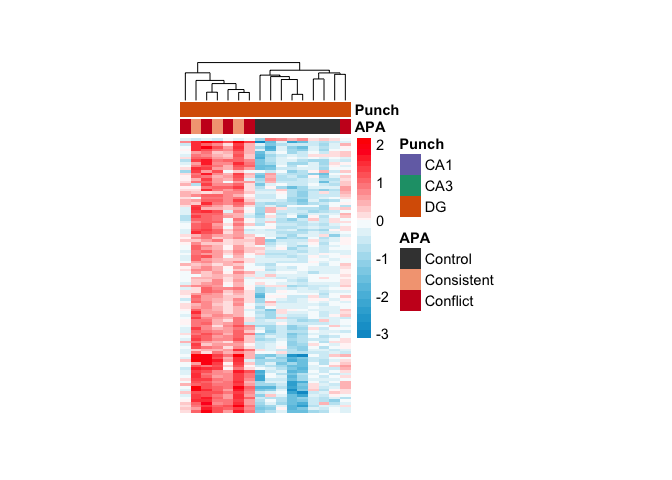 Punch
APA
2
1
0
-1
-2
-3
Punch
CA1
CA3
DG
APA
Control
Consistent
Conflict